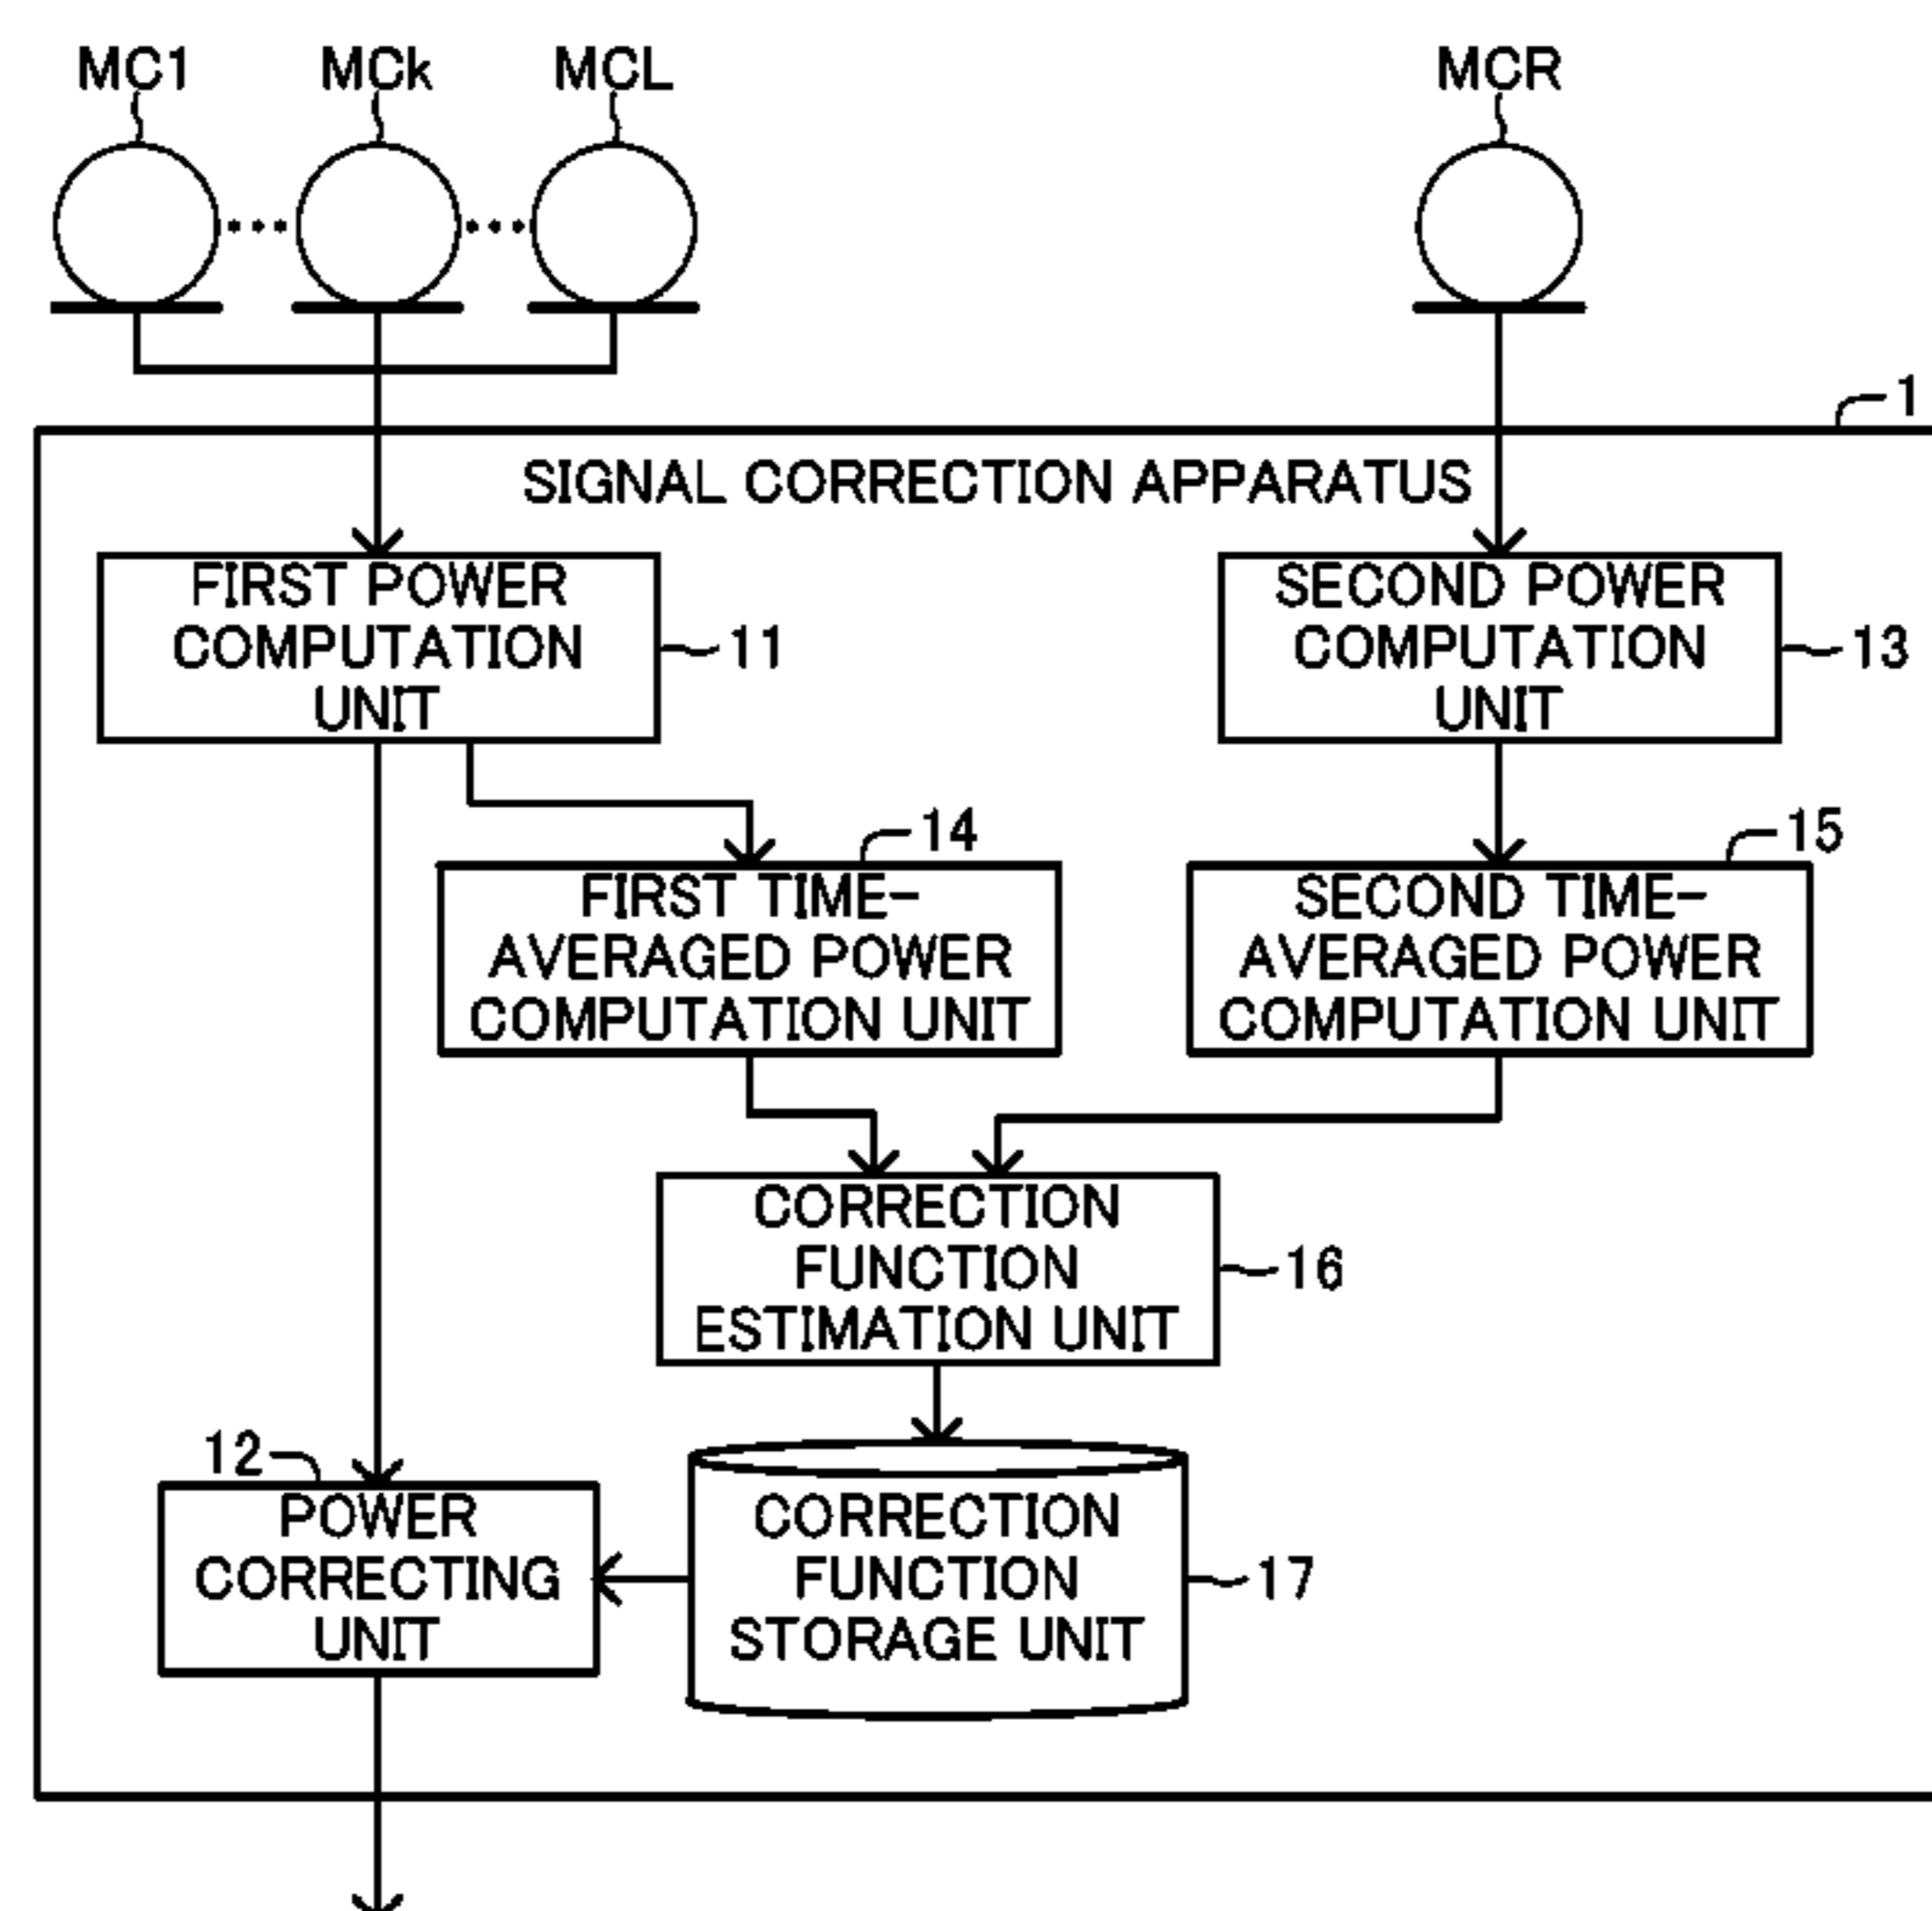 MC1 MCk MCL MCR
1
SIGNAL CORRECTION APPARATUS
FIRST POWER
COMPUTATION
UNIT
11
SECOND POWER
COMPUTATION
UNIT
13
14
FIRST TIME-
AVERAGED POWER
COMPUTATION UNIT
15
SECOND TIME-
AVERAGED POWER
COMPUTATION UNIT
CORRECTION
FUNCTION
ESTIMATION UNIT
16
12
POWER
CORRECTING
UNIT
CORRECTION
FUNCTION
STORAGE UNIT
17